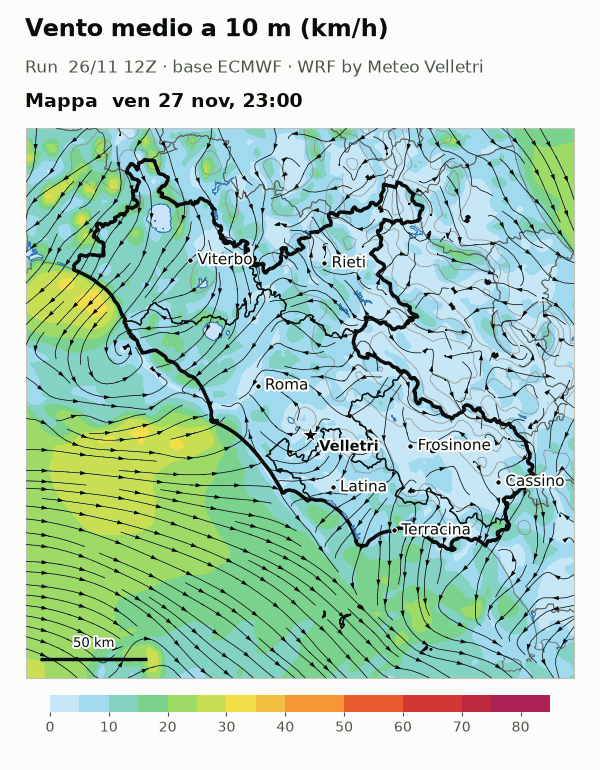 Vento medio a 10 m (km/h)
Run  26/11 12Z · base ECMWF · WRF by Meteo Velletri
Mappa  ven 27 nov, 23:00
Viterbo
Rieti
Roma
Velletri
Frosinone
Latina
Cassino
Terracina
50 km
0 10 20 30 40 50 60 70 80